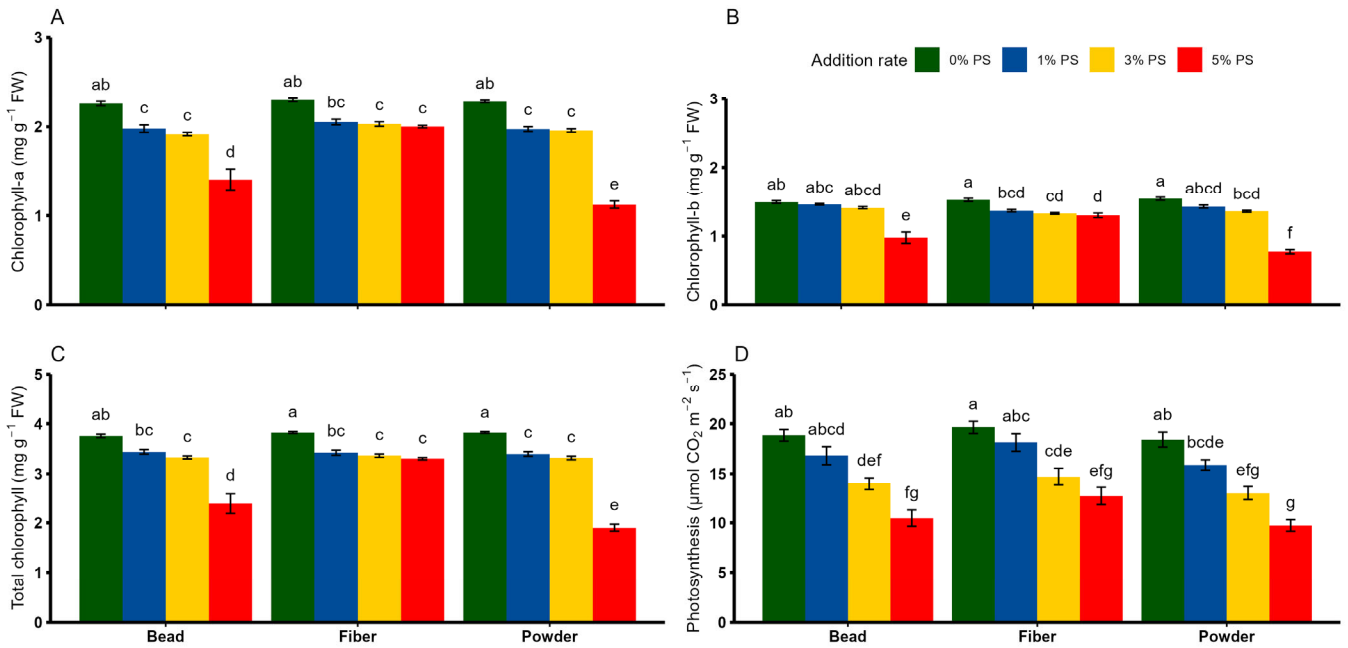 A
Chlorophyll-a (mg g⁻¹ FW)
3
2
1
0
ab c c d
ab bc c c
ab c c e
B
Addition rate 0% PS 1% PS 3% PS 5% PS
Chlorophyll-b (mg g⁻¹ FW)
3
2
1
0
ab abc abcd e
a bcd cd d
a abcd bcd f
C
Total chlorophyll (mg g⁻¹ FW)
5
4
3
2
1
0
ab bc c d
a bc c c
a c c e
Bead Fiber Powder
D
Photosynthesis (μmol CO₂ m⁻² s⁻¹)
25
20
15
10
5
0
ab abcd def fg
a abc cde efg
ab bcde efg g
Bead Fiber Powder